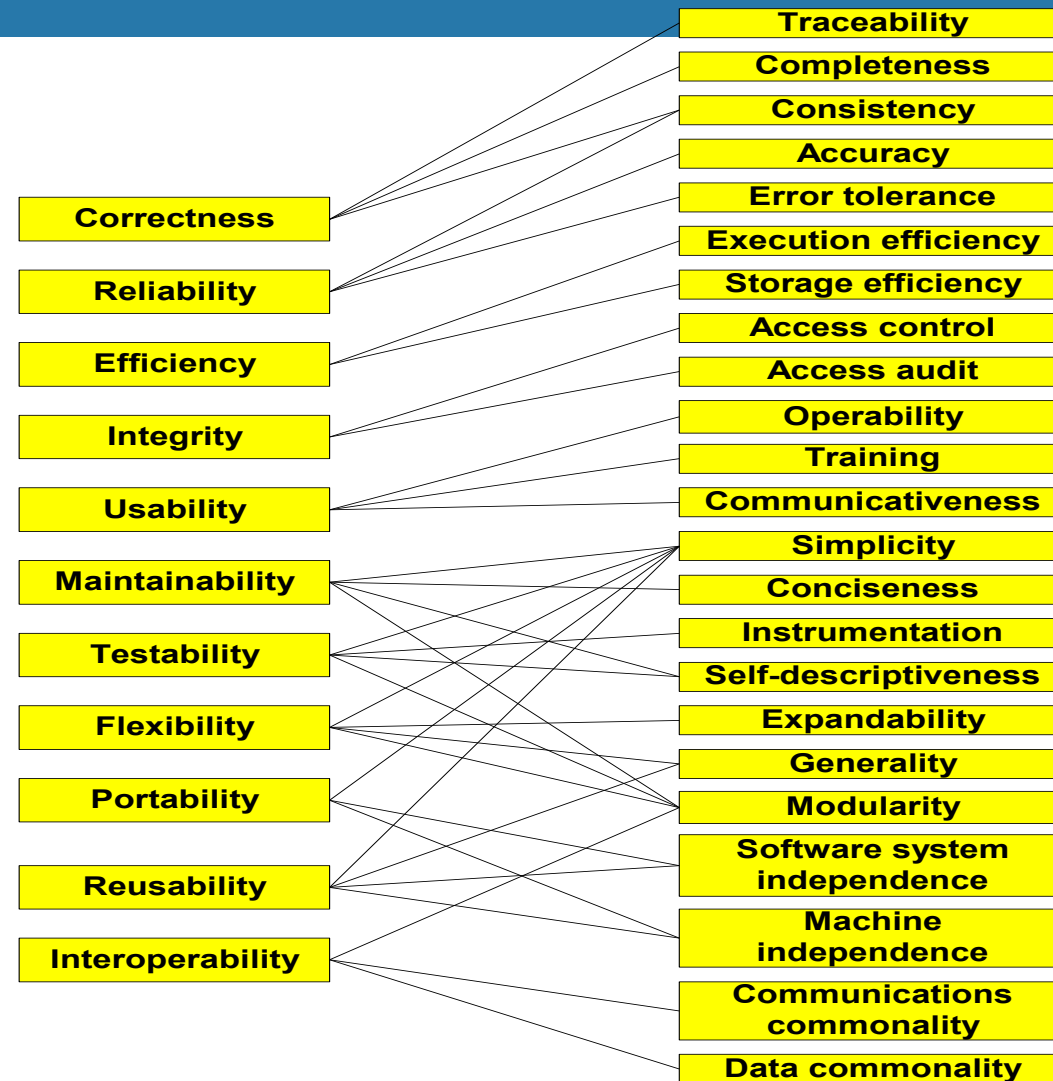 Correctness
Reliability
Efficiency
Integrity
Usability
Maintainability
Testability
Flexibility
Portability
Reusability
Interoperability
Traceability
Completeness
Consistency
Accuracy
Error tolerance
Execution efficiency
Storage efficiency
Access control
Access audit
Operability
Training
Communicativeness
Simplicity
Conciseness
Instrumentation
Self-descriptiveness
Expandability
Generality
Modularity
Software system
independence
Machine
independence
Communications
commonality
Data commonality